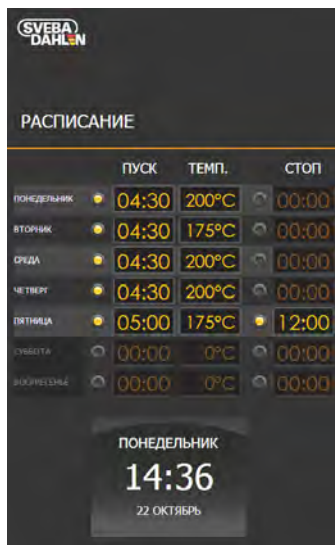 SVEBA
DAHLEN
РАСПИСАНИЕ
ПУСК ТЕМП. СТОП
ПОНЕДЕЛЬНИК 04:30 200°C 00:00
ВТОРНИК 04:30 175°C 00:00
СРЕДА 04:30 200°C 00:00
ЧЕТВЕРГ 04:30 200°C 00:00
ПЯТНИЦА 05:00 175°C 12:00
СУББОТА 00:00 0°C 00:00
ВОСКРЕСЕНЬЕ 00:00 0°C 00:00
ПОНЕДЕЛЬНИК
14:36
22 ОКТЯБРЬ